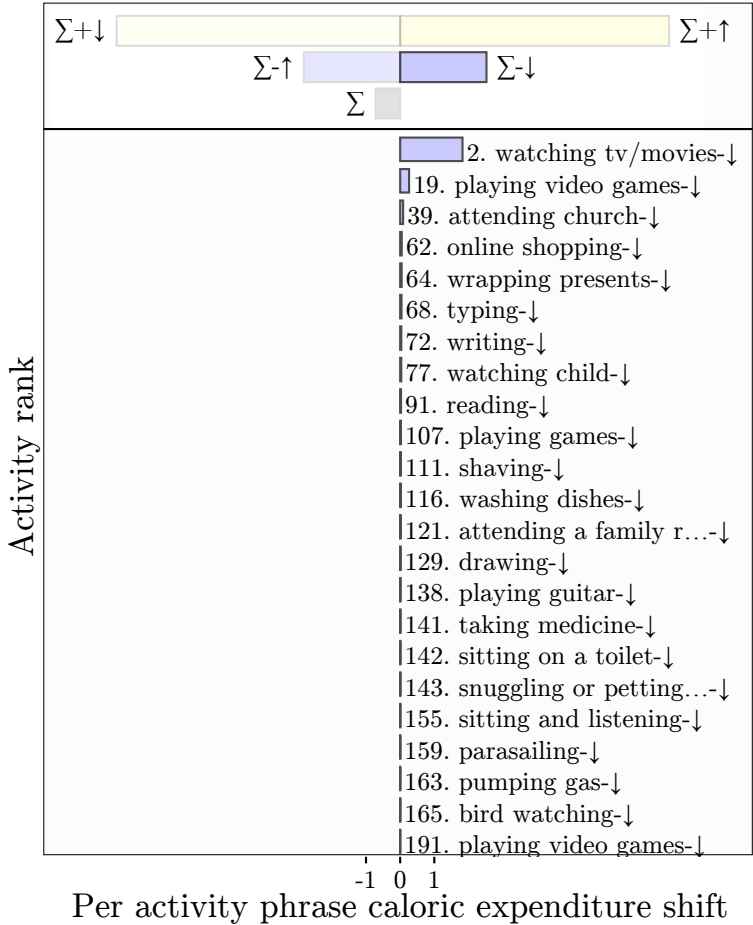 ∑+↓ ∑+↑
∑-↑ ∑-↓
∑
2. watching tv/movies-↓
19. playing video games-↓
39. attending church-↓
62. online shopping-↓
64. wrapping presents-↓
68. typing-↓
72. writing-↓
77. watching child-↓
91. reading-↓
107. playing games-↓
111. shaving-↓
116. washing dishes-↓
121. attending a family r...-↓
129. drawing-↓
138. playing guitar-↓
141. taking medicine-↓
142. sitting on a toilet-↓
143. snuggling or petting...-↓
155. sitting and listening-↓
159. parasailing-↓
163. pumping gas-↓
165. bird watching-↓
191. playing video games-↓
Activity rank
-1 0 1
Per activity phrase caloric expenditure shift